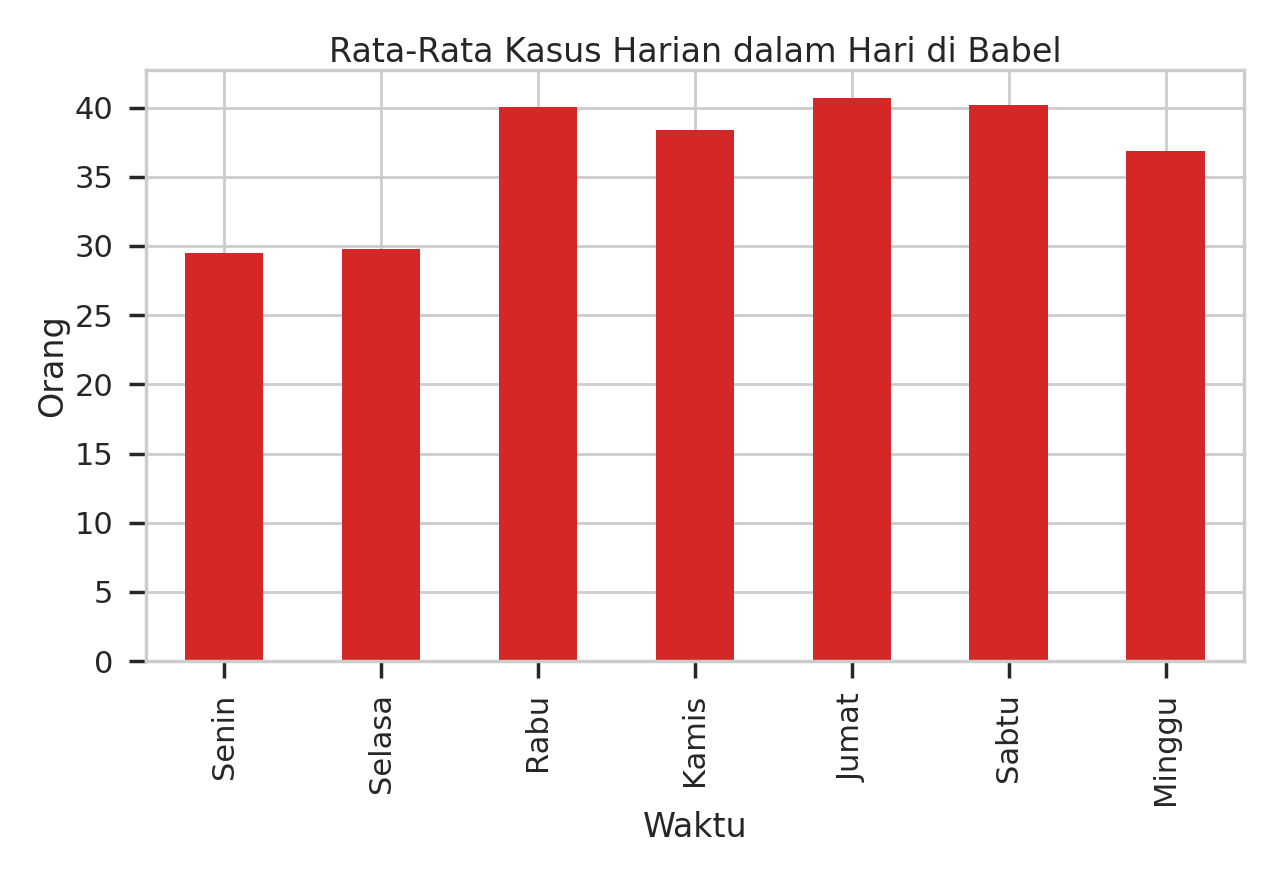 Rata-Rata Kasus Harian dalam Hari di Babel
40
35
30
25
20
15
10
5
0
Orang
Senin
Selasa
Rabu
Kamis
Jumat
Sabtu
Minggu
Waktu